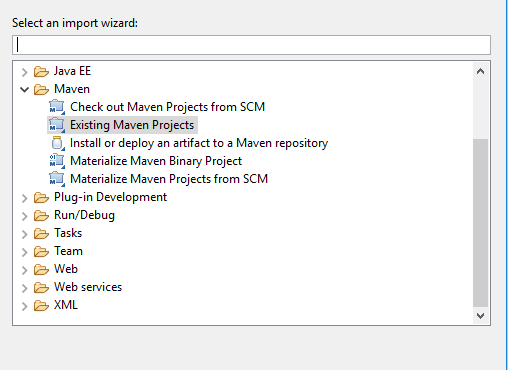 Select an import wizard:
Java EE
Maven
Check out Maven Projects from SCM
Existing Maven Projects
Install or deploy an artifact to a Maven repository
Materialize Maven Binary Project
Materialize Maven Projects from SCM
Plug-in Development
Run/Debug
Tasks
Team
Web
Web services
XML